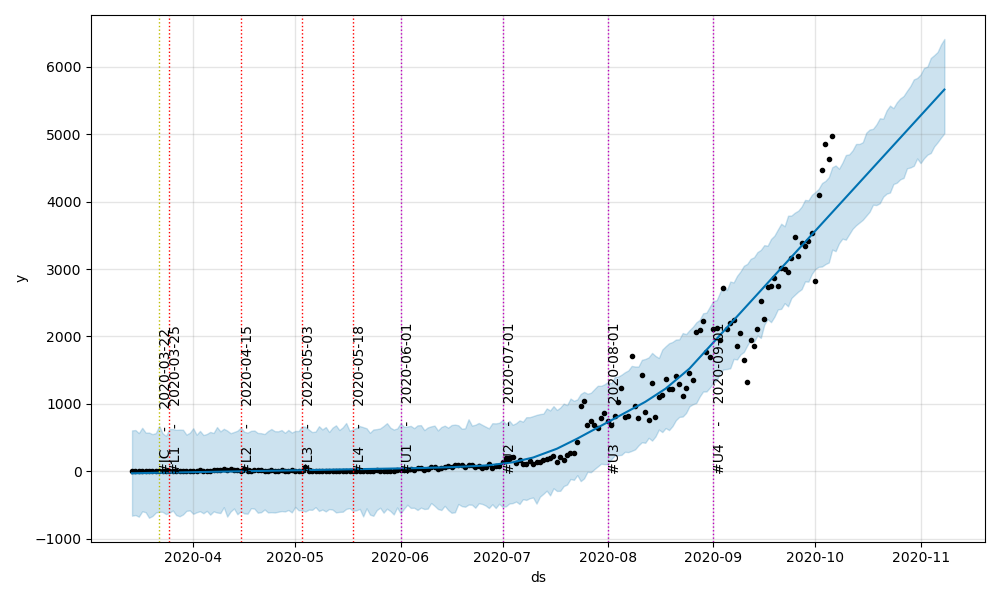 6000
5000
4000
3000
2000
1000
0
−1000
y
#JC - 2020-03-22
#L1 - 2020-03-25
#L2 - 2020-04-15
#L3 - 2020-05-03
#L4 - 2020-05-18
#U1 - 2020-06-01
#U2 - 2020-07-01
#U3 - 2020-08-01
#U4 - 2020-09-01
2020-04
2020-05
2020-06
2020-07
2020-08
2020-09
2020-10
2020-11
ds